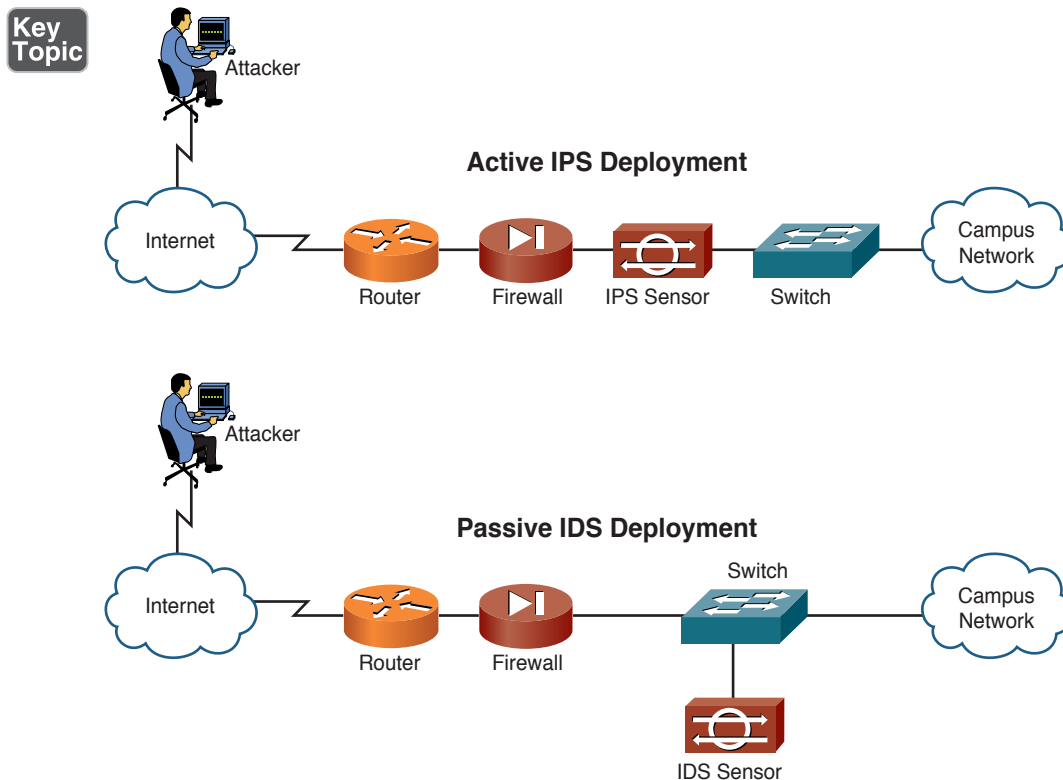 Key
Topic
Attacker
Active IPS Deployment
Internet
Campus
Network
Router
Firewall
IPS Sensor
Switch
Attacker
Passive IDS Deployment
Switch
Internet
Campus
Network
Router
Firewall
IDS Sensor